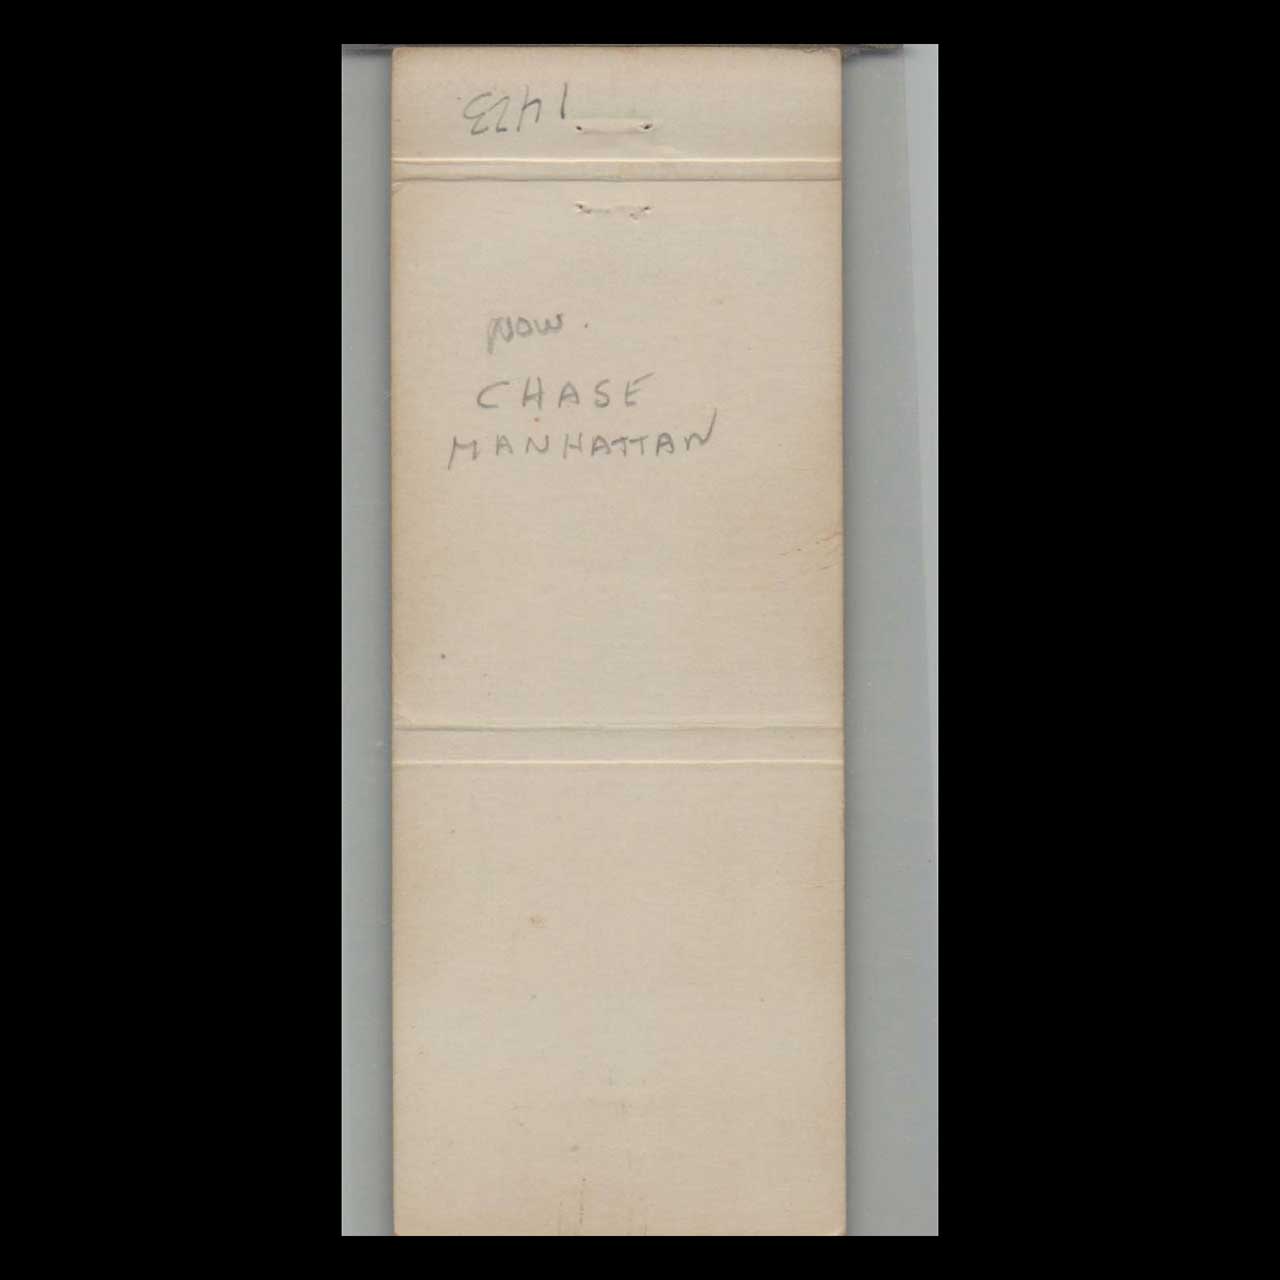 1423
NOW.
CHASE
MANHATTAN